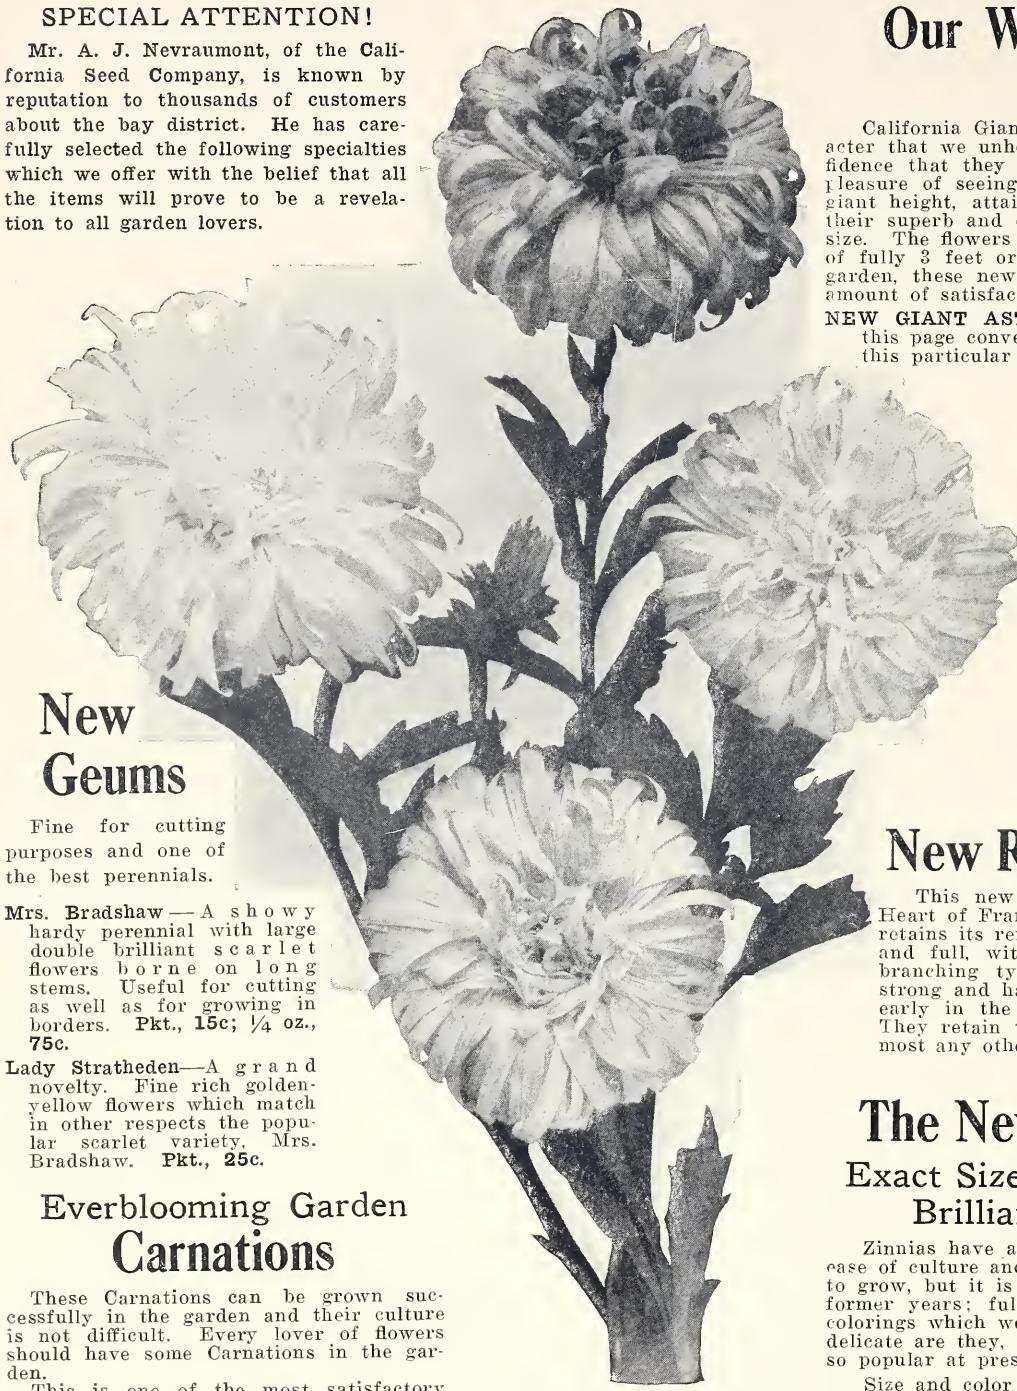 SPECIAL ATTENTION!
Mr. A. J. Nevraumont, of the Cali-
fornia Seed Company, is known by
reputation to thousands of customers
about the bay district. He has care-
fully selected the following specialties
which we offer with the belief that all
the items will prove to be a revela-
tion to all garden lovers.
New
Geums
Fine for cutting
purposes and one of
the best perennials.
Mrs. Bradshaw—A showy
hardy perennial with large
double brilliant scarlet
flowers borne on long
stems. Useful for cutting
as well as for growing in
borders. Pkt., 15c; ¼ oz.,
75c.
Lady Stratheden—A grand
novelty. Fine rich golden-
yellow flowers which match
in other respects the popu-
lar scarlet variety, Mrs.
Bradshaw. Pkt., 25c.
Everblooming Garden
Carnations
These Carnations can be grown suc-
cessfully in the garden and their culture
is not difficult. Every lover of flowers
should have some Carnations in the gar-
den.
This is one of the most satisfactory
Our W
California Gian
acter that we unh
fidence that they
pleasure of seeing
giant height, attai
their superb and
size. The flowers
of fully 3 feet or
garden, these new
amount of satisfac
NEW GIANT AST
this page conve
this particular
New R
This new
Heart of Fran
retains its re
and full, wit
branching ty
strong and ha
early in the
They retain
most any oth
The Ne
Exact Size
Brillia
Zinnias have a
ease of culture and
to grow, but it is
former years; ful
colorings which we
delicate are they,
so popular at pres
Size and color